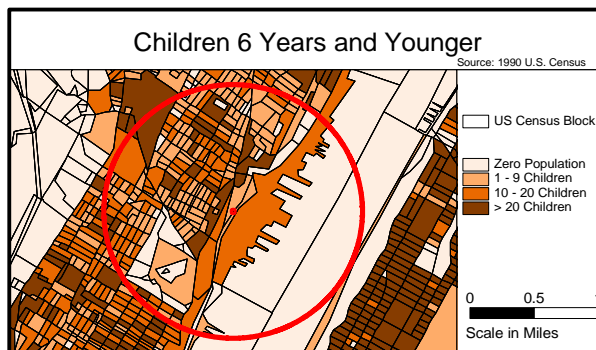 Children 6 Years and Younger
Source: 1990 U.S. Census
US Census Block
Zero Population
1 - 9 Children
10 - 20 Children
> 20 Children
0 0.5 1
Scale in Miles